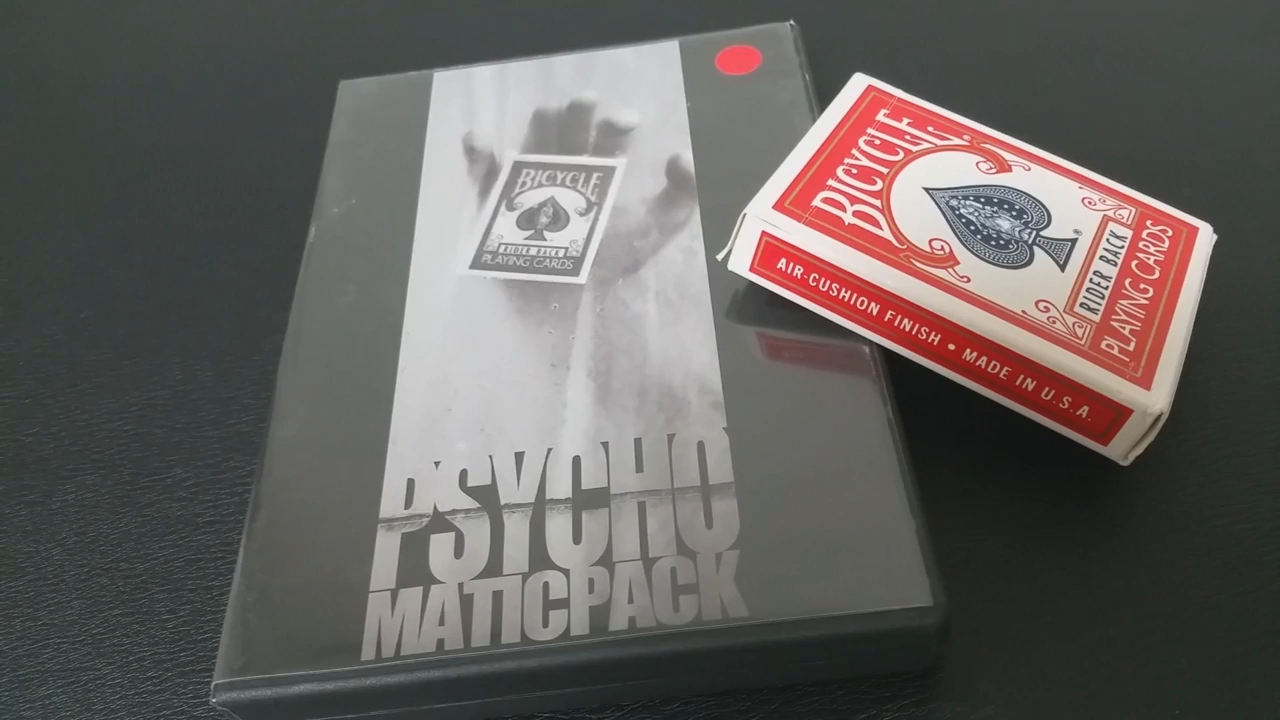 BICYCLE
RIDER BACK
PLAYING CARDS
PSYCHO
MATICPACK
BICYCLE
®
RIDER BACK
PLAYING CARDS
AIR-CUSHION FINISH • MADE IN U.S.A.